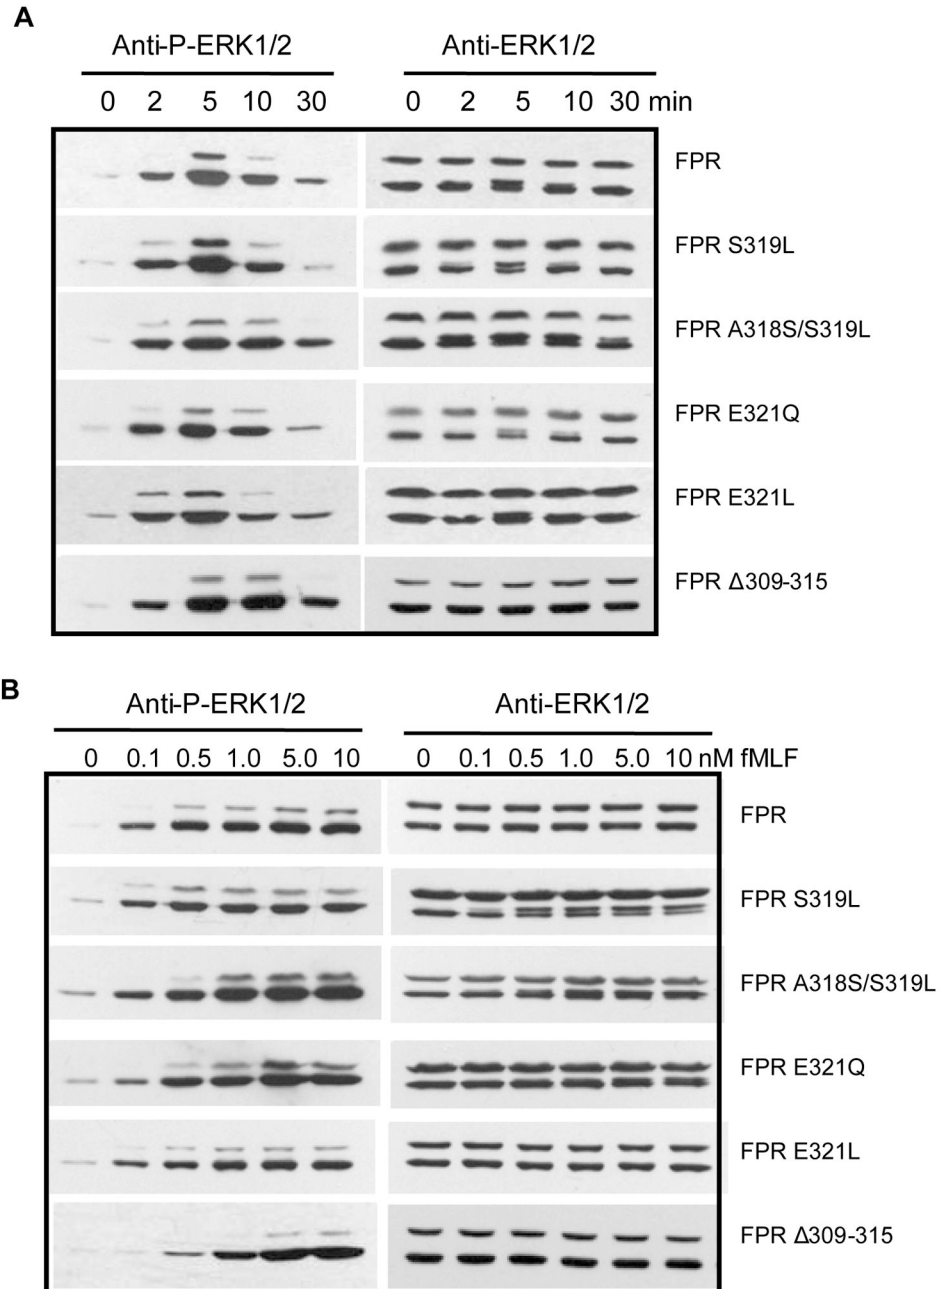 A
Anti-P-ERK1/2 Anti-ERK1/2
0 2 5 10 30 0 2 5 10 30 min
FPR
FPR S319L
FPR A318S/S319L
FPR E321Q
FPR E321L
FPR Δ309-315
B
Anti-P-ERK1/2 Anti-ERK1/2
0 0.1 0.5 1.0 5.0 10 0 0.1 0.5 1.0 5.0 10 nM fMLF
FPR
FPR S319L
FPR A318S/S319L
FPR E321Q
FPR E321L
FPR Δ309-315